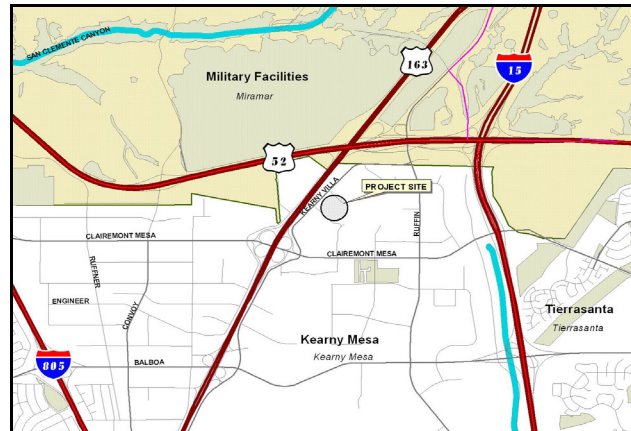 SAN CLEMENTE CANYON
Military Facilities
Miramar
163
15
52
PROJECT SITE
KEARNY VILLA
CLAIREMONT MESA
RUFFIN
CLAIREMONT MESA
RUFFNER
ENGINEER
CONVOY
Tierrasanta
Tierrasanta
Kearny Mesa
Kearny Mesa
805
BALBOA